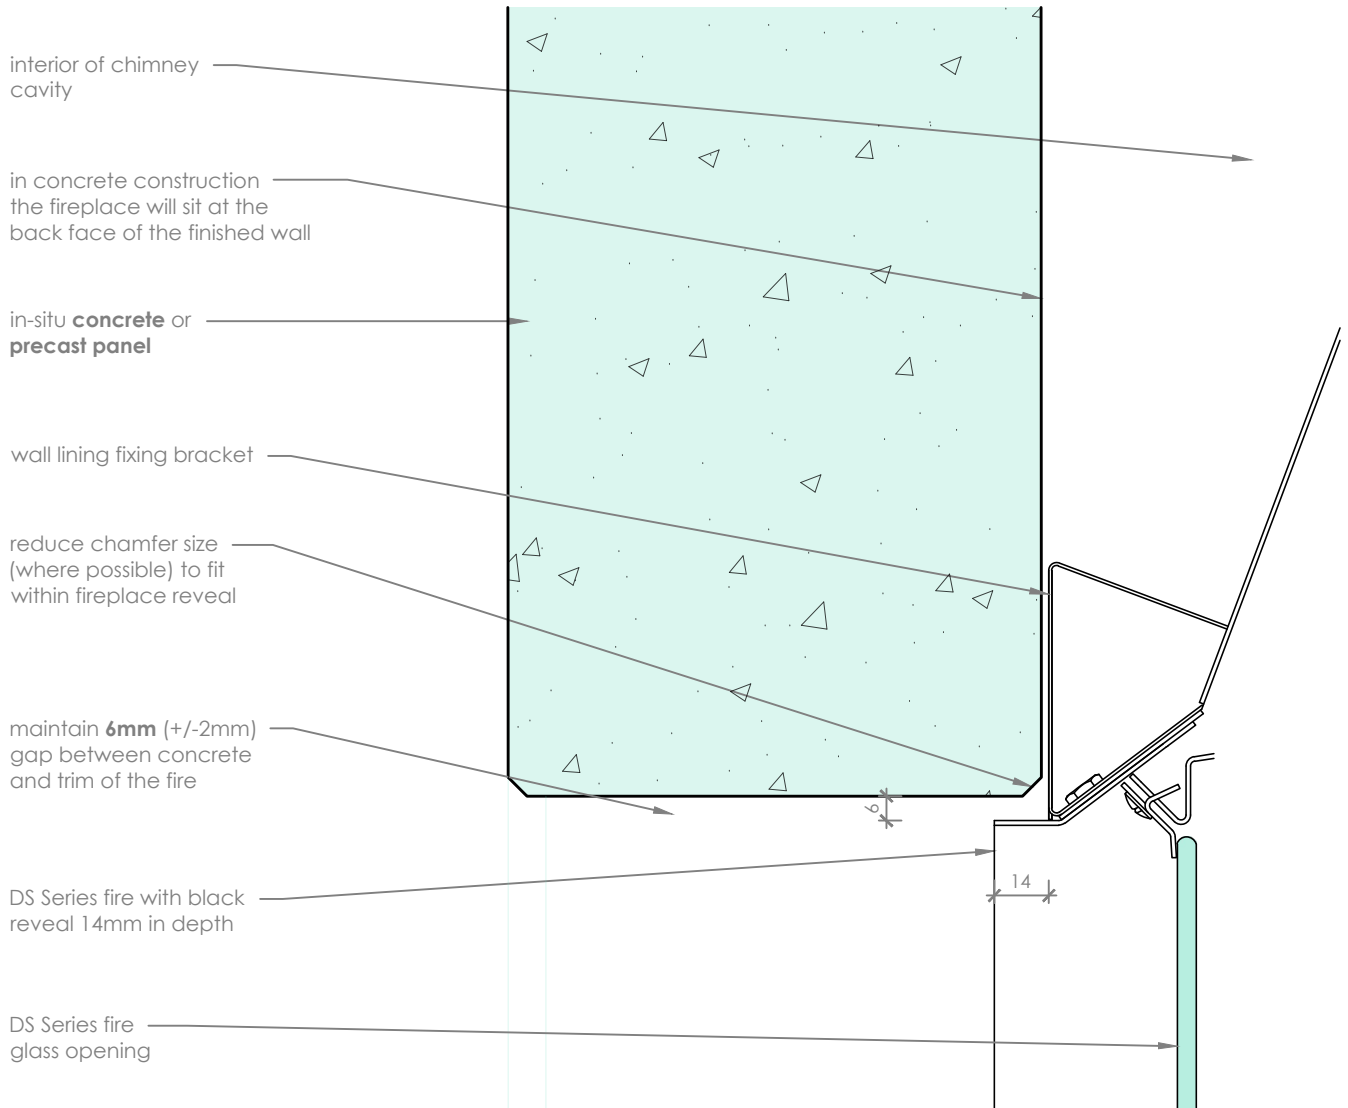 interior of chimney
cavity
in concrete construction
the fireplace will sit at the
back face of the finished wall
in-situ concrete or
precast panel
wall lining fixing bracket
reduce chamfer size
(where possible) to fit
within fireplace reveal
maintain 6mm (+/-2mm)
gap between concrete
and trim of the fire
6
DS Series fire with black
reveal 14mm in depth
14
DS Series fire
glass opening